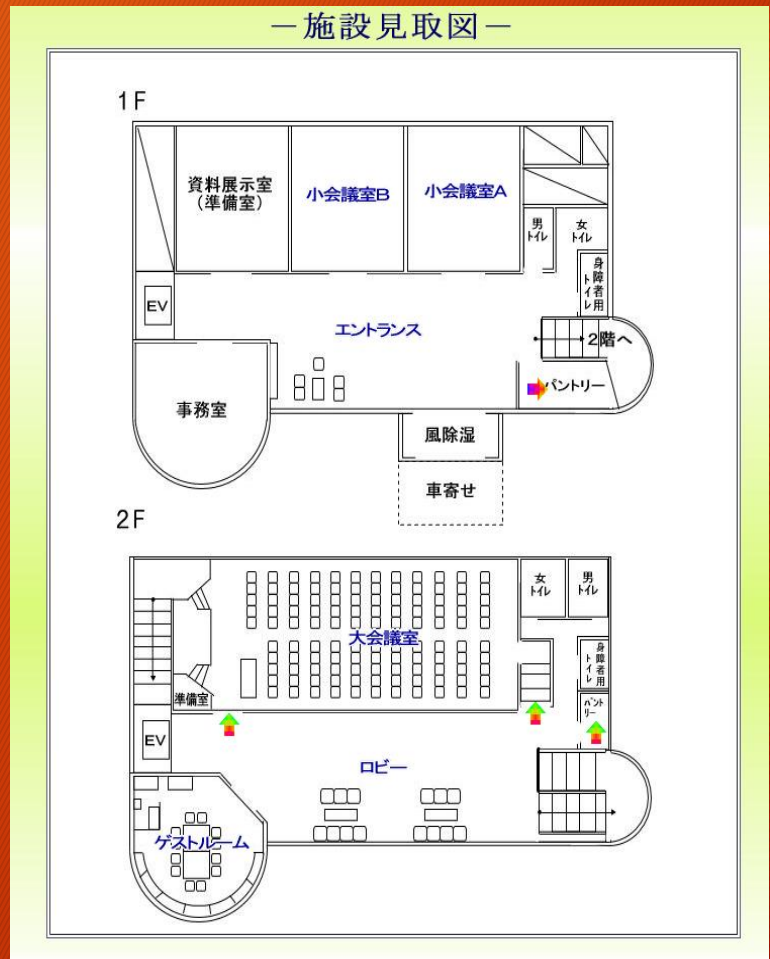 －施設見取図－
1F
資料展示室
（準備室）
小会議室B
小会議室A
男
トイレ
女
トイレ
身障者用
トイレ
EV
エントランス
2階へ
パントリー
事務室
風除湿
車寄せ
2F
女
トイレ
男
トイレ
大会議室
身障者用
トイレ
準備室
パント
リー
EV
ロビー
ゲストルーム